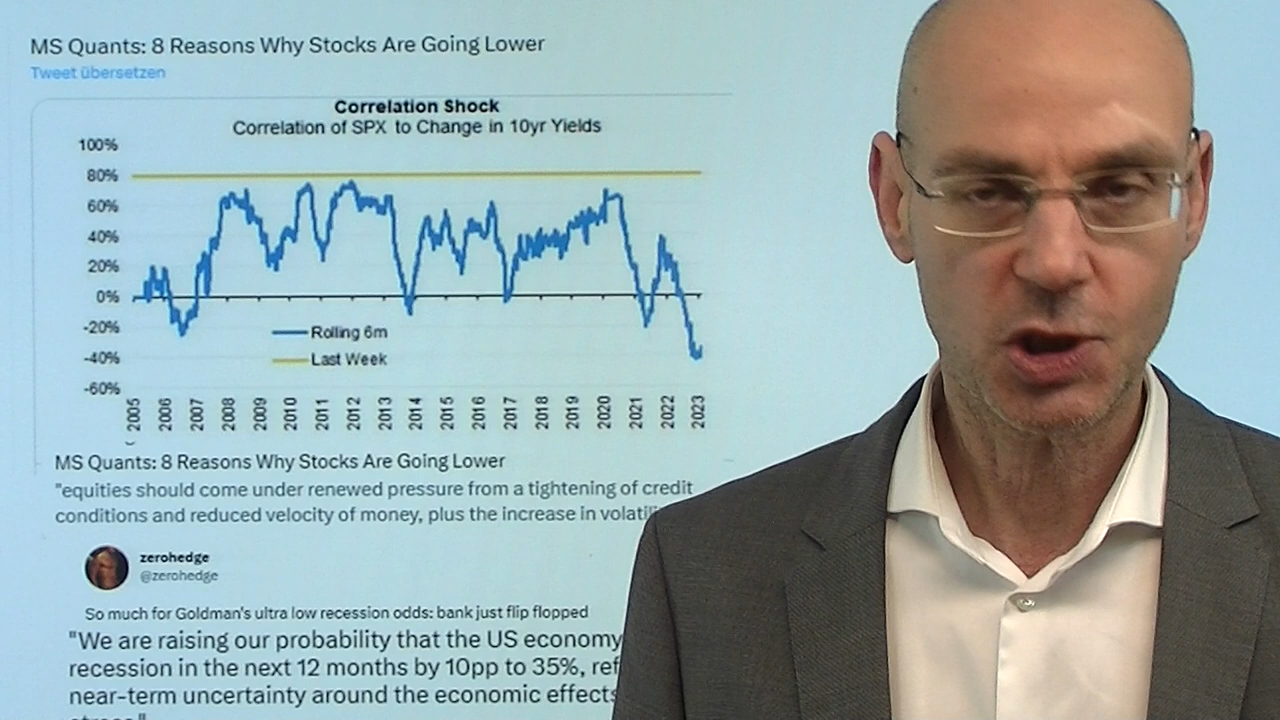 MS Quants: 8 Reasons Why Stocks Are Going Lower
Tweet übersetzen
Correlation Shock
Correlation of SPX to Change in 10yr Yields
100%
80%
60%
40%
20%
0%
-20%
-40%
-60%
Rolling 6m
Last Week
2005 2006 2007 2008 2009 2010 2011 2012 2013 2014 2015 2016 2017 2018 2019 2020 2021 2022 2023
MS Quants: 8 Reasons Why Stocks Are Going Lower
"equities should come under renewed pressure from a tightening of credit
conditions and reduced velocity of money, plus the increase in
zerohedge
@zerohedge
So much for Goldman's ultra low recession odds: bank just flip flopped
"We are raising our probability that the US economy
recession in the next 12 months by 10pp to 35%,
near-term uncertainty around the economic effects